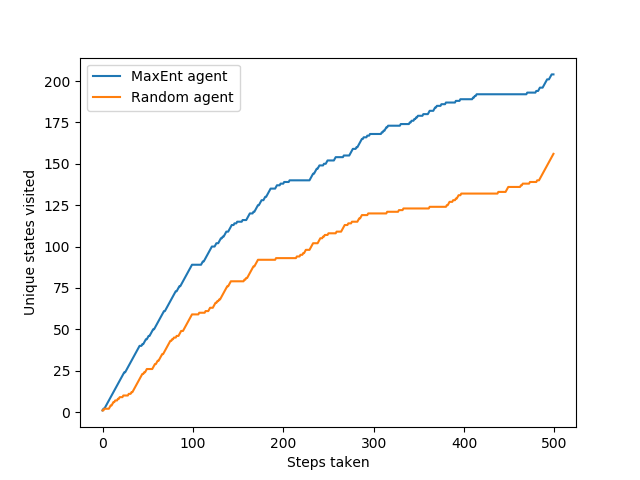 MaxEnt agent
Random agent
Unique states visited
200
175
150
125
100
75
50
25
0
0 100 200 300 400 500
Steps taken